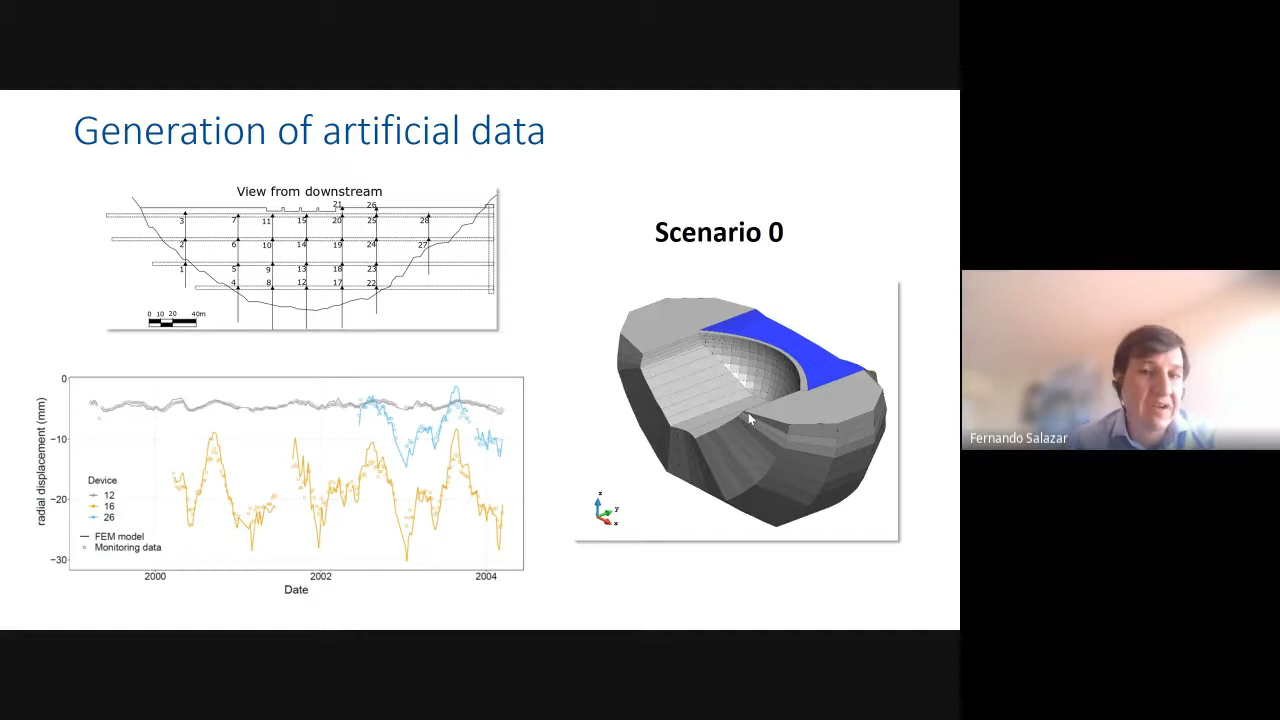 Generation of artificial data
View from downstream
21 26
3 7 11 15 20 25 28
2 6 10 14 19 24 27
1 5 9 13 18 23
4 8 12 17 22
0 10 20 40m
Scenario 0
z
y
x
radial displacement (mm)
0
−10
−20
−30
Device
12
16
26
FEM model
Monitoring data
2000 2002 2004
Date
Fernando Salazar